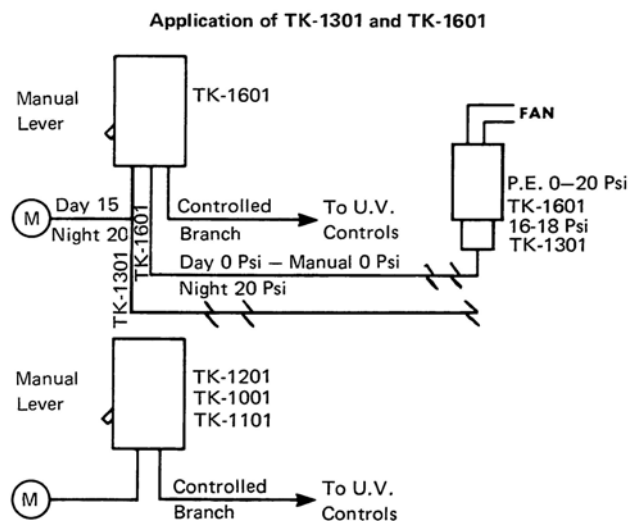 Application of TK-1301 and TK-1601
Manual
Lever
TK-1601
FAN
P.E. 0—20 Psi
TK-1601
16-18 Psi
TK-1301
M
Day 15
Night 20
TK-1301
TK-1601
Controlled
Branch
To U.V.
Controls
Day 0 Psi — Manual 0 Psi
Night 20 Psi
Manual
Lever
TK-1201
TK-1001
TK-1101
M
Controlled
Branch
To U.V.
Controls